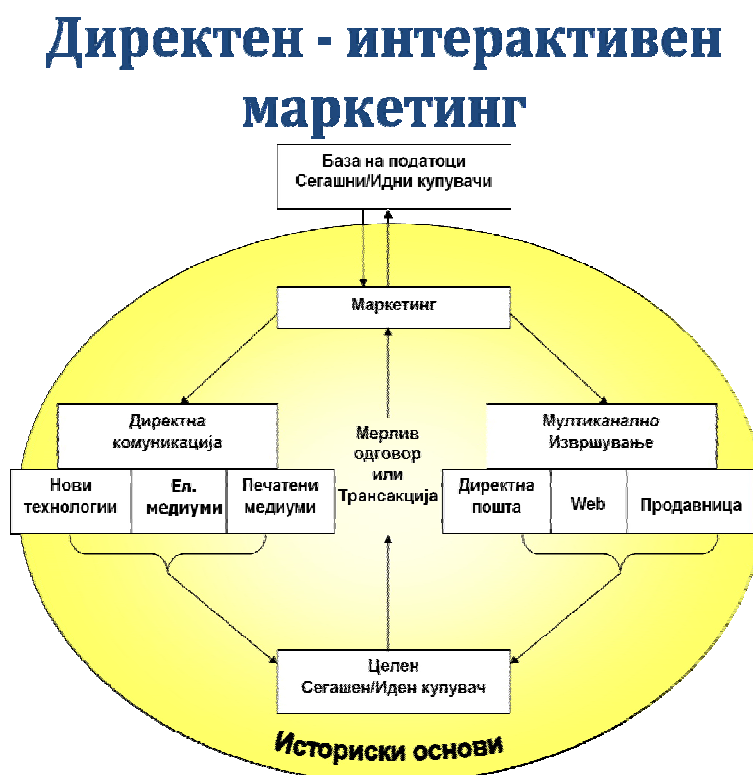 Директен - интерактивен
маркетинг
База на податоци
Сегашни/Идни купувачи
Маркетинг
Директна
комуникација
Мерлив
одговор
или
Трансакција
Мултиканално
Извршување
Нови
технологии
Ел.
медиуми
Печатени
медиуми
Директна
пошта
Web
Продавница
Целен
Сегашен/Иден купувач
Историски основи